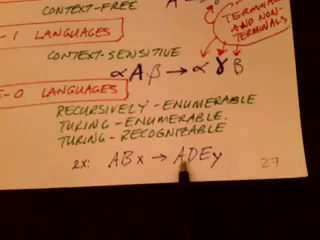 CONTEXT-FREE
A
TERMINALS
AND NON-
TERMINALS
-1 LANGUAGES
CONTEXT-SENSITIVE
αAβ → αγβ
E-0 LANGUAGES
RECURSIVELY-ENUMERABLE
TURING-ENUMERABLE.
TURING-RECOGNIZABLE
ex: ABx → ADEy
27